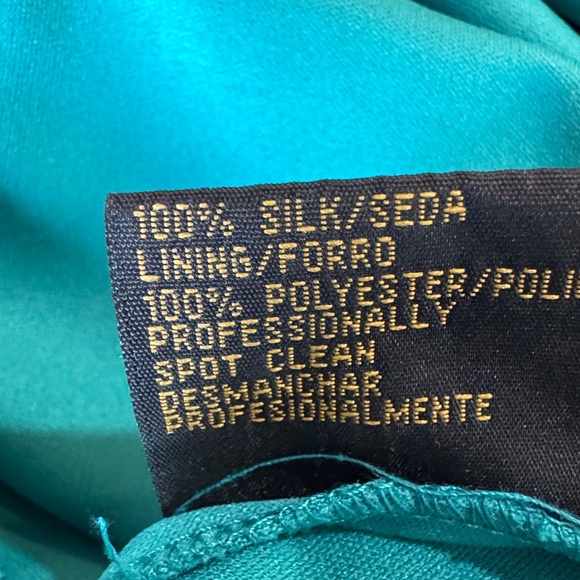 100% SILK/SEDA
LINING/FORRO
100% POLYESTER/POLI
PROFESSIONALLY
SPOT CLEAN
DESMANCHAR
PROFESIONALMENTE